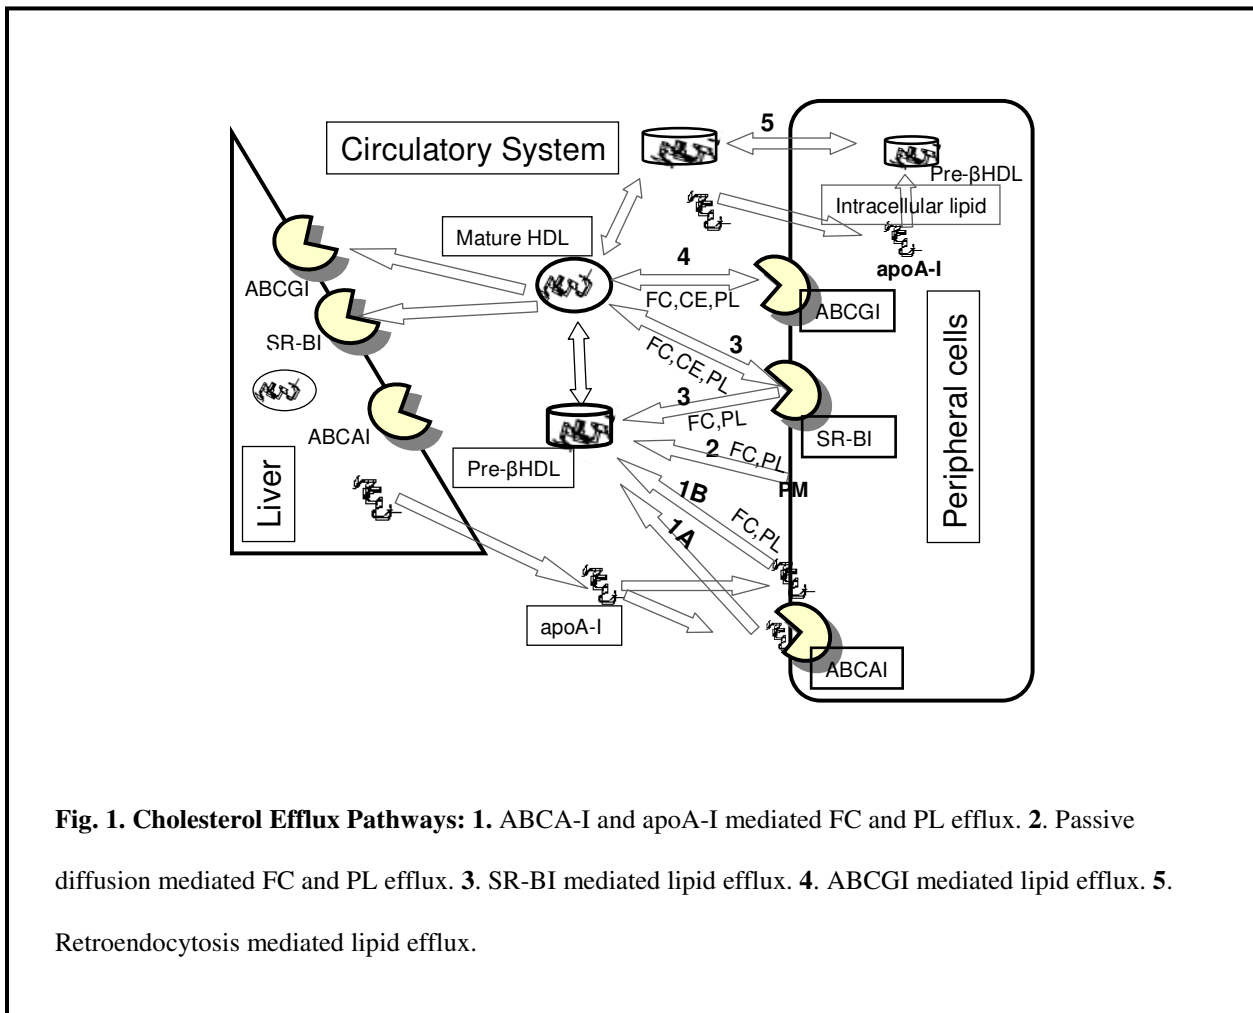 5
Circulatory System
Pre-βHDL
Intracellular lipid
Mature HDL
4
apoA-I
ABCGI
FC,CE,PL
ABCGI
SR-BI
3
FC,CE,PL
3
ABCAI
FC,PL
SR-BI
2
FC,PL
Pre-βHDL
PM
1B
Liver
Peripheral cells
FC,PL
1A
apoA-I
ABCAI
Fig. 1. Cholesterol Efflux Pathways: 1. ABCA-I and apoA-I mediated FC and PL efflux. 2. Passive
diffusion mediated FC and PL efflux. 3. SR-BI mediated lipid efflux. 4. ABCGI mediated lipid efflux. 5.
Retroendocytosis mediated lipid efflux.